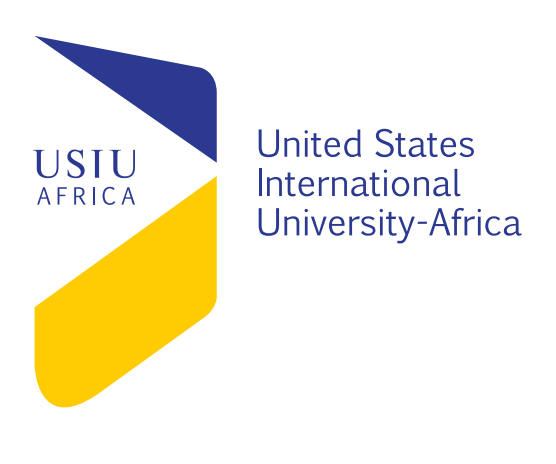 USIU
AFRICA
United States
International
University-Africa